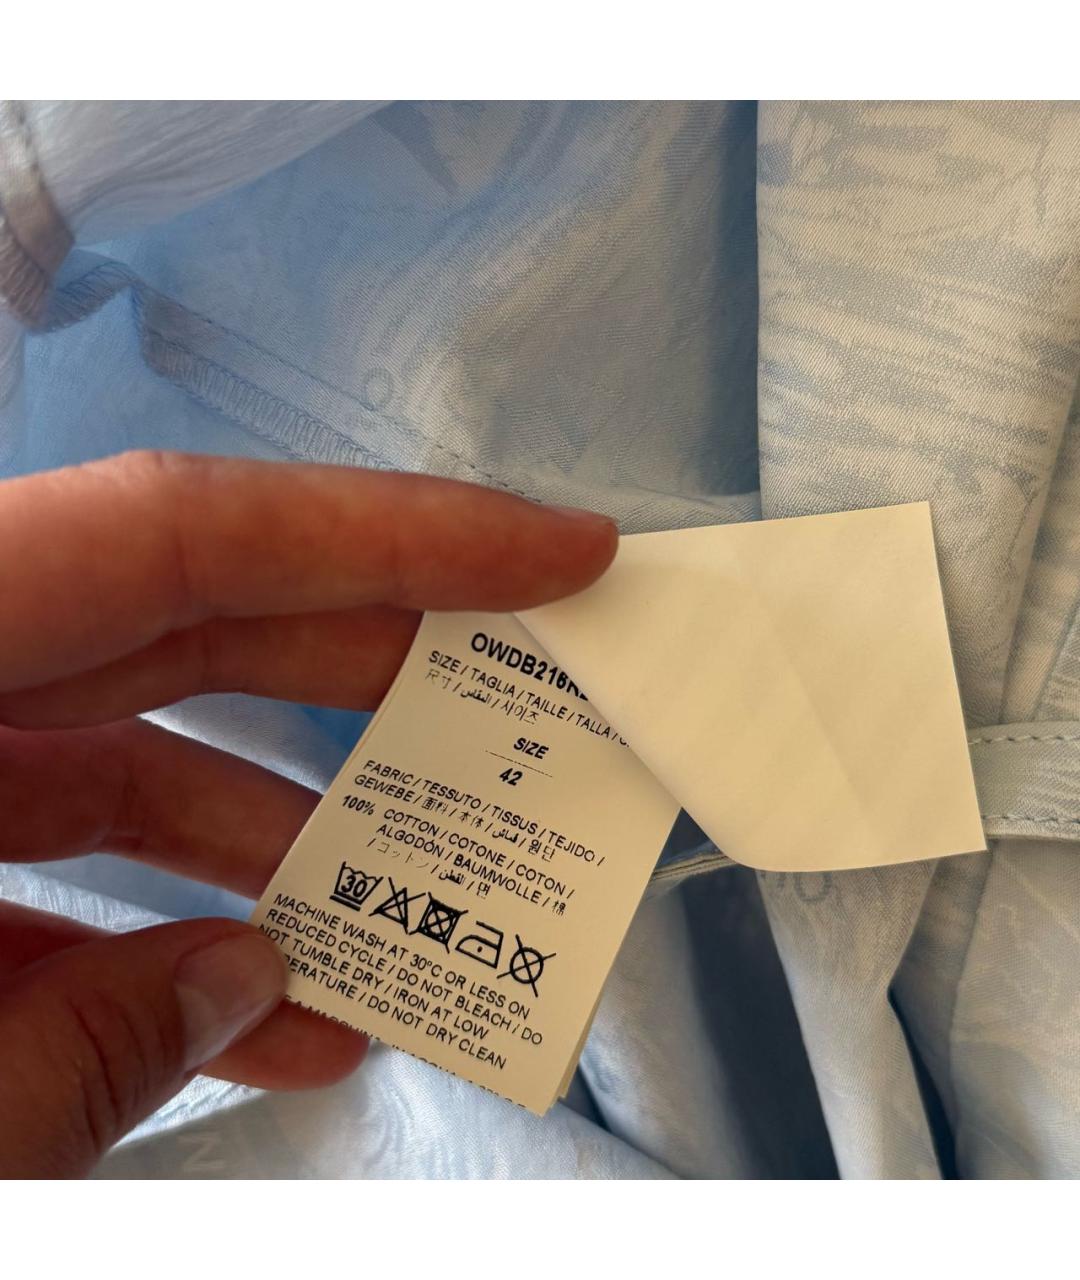 OWDB216
SIZE / TAGLIA / TAILLE / TALLA /
尺寸 / المقاس / 사이즈
SIZE
42
FABRIC / TESSUTO / TISSUS / TEJIDO /
GEWEBE / 面料 / 本体 / قماش / 원단
100% COTTON / COTONE / COTON /
ALGODÓN / BAUMWOLLE / 棉
/ コットン / القطن / 면
30
MACHINE WASH AT 30°C OR LESS ON
REDUCED CYCLE / DO NOT BLEACH / DO
NOT TUMBLE DRY / IRON AT LOW
PERATURE / DO NOT DRY CLEAN